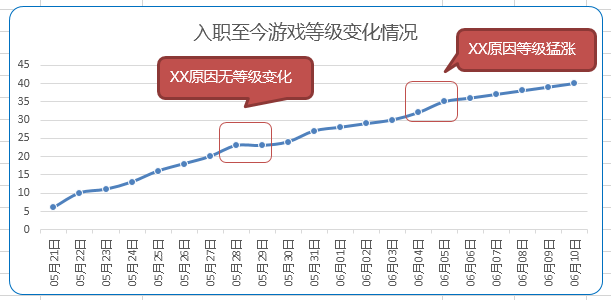 入职至今游戏等级变化情况
XX原因等级猛涨
XX原因无等级变化
45
40
35
30
25
20
15
10
5
0
05月21日
05月22日
05月23日
05月24日
05月25日
05月26日
05月27日
05月28日
05月29日
05月30日
05月31日
06月01日
06月02日
06月03日
06月04日
06月05日
06月06日
06月07日
06月08日
06月09日
06月10日